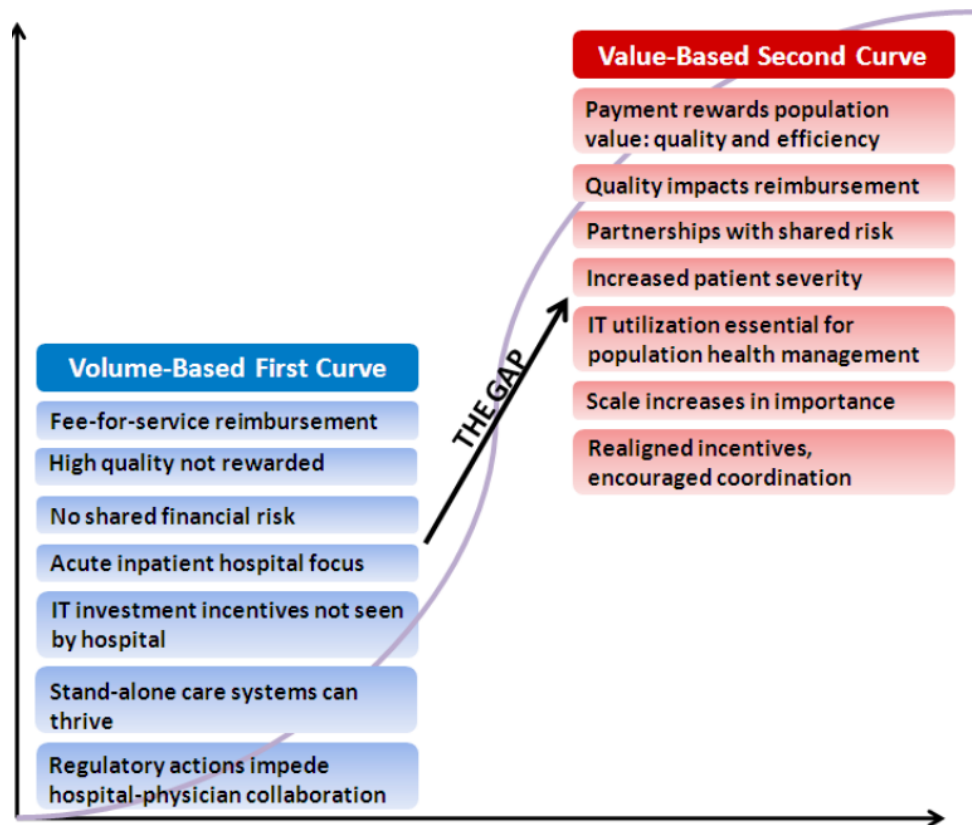 Value-Based Second Curve
Payment rewards population
value: quality and efficiency
Quality impacts reimbursement
Partnerships with shared risk
Increased patient severity
IT utilization essential for
population health management
Scale increases in importance
Realigned incentives,
encouraged coordination
THE GAP
Volume-Based First Curve
Fee-for-service reimbursement
High quality not rewarded
No shared financial risk
Acute inpatient hospital focus
IT investment incentives not seen
by hospital
Stand-alone care systems can
thrive
Regulatory actions impede
hospital-physician collaboration